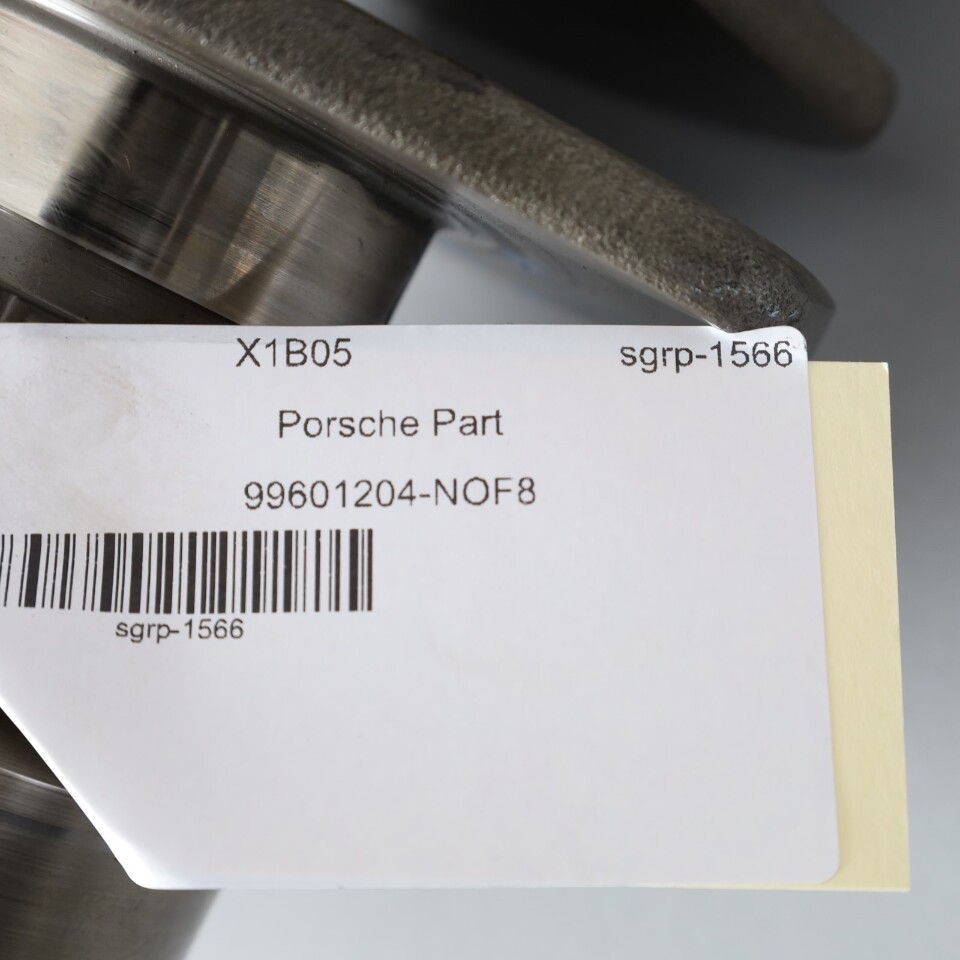 X1B05 sgrp-1566
Porsche Part
99601204-NOF8
sgrp-1566